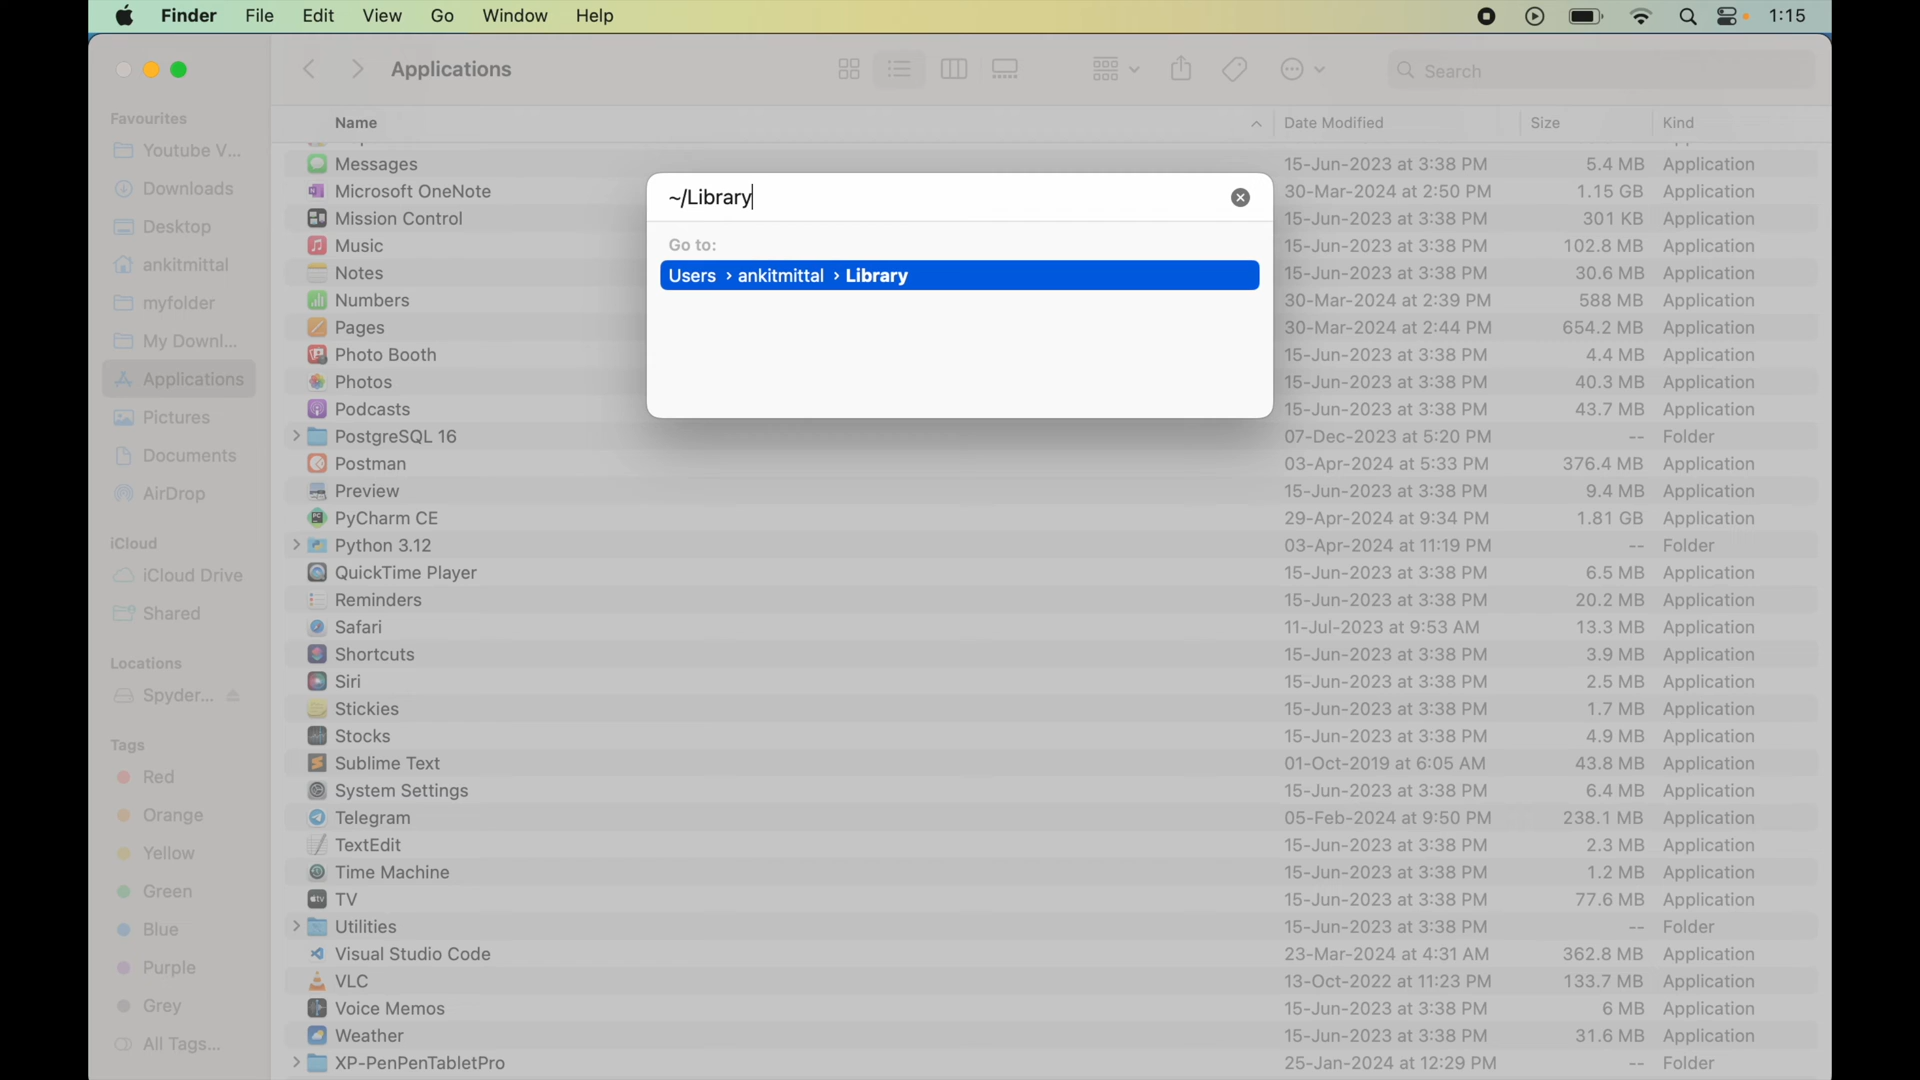 Finder File Edit View Go Window Help 1:15
Applications
Search
Favourites
Youtube V...
Downloads
Desktop
ankitmittal
myfolder
My Downl...
Applications
Pictures
Documents
AirDrop
iCloud
iCloud Drive
Shared
Locations
Spyder...
Tags
Red
Orange
Yellow
Green
Blue
Purple
Grey
All Tags...
Name Date Modified Size Kind
Messages 15-Jun-2023 at 3:38 PM 5.4 MB Application
Microsoft OneNote 30-Mar-2024 at 2:50 PM 1.15 GB Application
Mission Control 15-Jun-2023 at 3:38 PM 301 KB Application
Music 15-Jun-2023 at 3:38 PM 102.8 MB Application
Notes 15-Jun-2023 at 3:38 PM 30.6 MB Application
Numbers 30-Mar-2024 at 2:39 PM 588 MB Application
Pages 30-Mar-2024 at 2:44 PM 654.2 MB Application
Photo Booth 15-Jun-2023 at 3:38 PM 4.4 MB Application
Photos 15-Jun-2023 at 3:38 PM 40.3 MB Application
Podcasts 15-Jun-2023 at 3:38 PM 43.7 MB Application
PostgreSQL 16 07-Dec-2023 at 5:20 PM -- Folder
Postman 03-Apr-2024 at 5:33 PM 376.4 MB Application
Preview 15-Jun-2023 at 3:38 PM 9.4 MB Application
PyCharm CE 29-Apr-2024 at 9:34 PM 1.81 GB Application
Python 3.12 03-Apr-2024 at 11:19 PM -- Folder
QuickTime Player 15-Jun-2023 at 3:38 PM 6.5 MB Application
Reminders 15-Jun-2023 at 3:38 PM 20.2 MB Application
Safari 11-Jul-2023 at 9:53 AM 13.3 MB Application
Shortcuts 15-Jun-2023 at 3:38 PM 3.9 MB Application
Siri 15-Jun-2023 at 3:38 PM 2.5 MB Application
Stickies 15-Jun-2023 at 3:38 PM 1.7 MB Application
Stocks 15-Jun-2023 at 3:38 PM 4.9 MB Application
Sublime Text 01-Oct-2019 at 6:05 AM 43.8 MB Application
System Settings 15-Jun-2023 at 3:38 PM 6.4 MB Application
Telegram 05-Feb-2024 at 9:50 PM 238.1 MB Application
TextEdit 15-Jun-2023 at 3:38 PM 2.3 MB Application
Time Machine 15-Jun-2023 at 3:38 PM 1.2 MB Application
TV 15-Jun-2023 at 3:38 PM 77.6 MB Application
Utilities 15-Jun-2023 at 3:38 PM -- Folder
Visual Studio Code 23-Mar-2024 at 4:31 AM 362.8 MB Application
VLC 13-Oct-2022 at 11:23 PM 133.7 MB Application
Voice Memos 15-Jun-2023 at 3:38 PM 6 MB Application
Weather 15-Jun-2023 at 3:38 PM 31.6 MB Application
XP-PenPenTabletPro 25-Jan-2024 at 12:29 PM -- Folder
~/Library
Go to:
Users › ankitmittal › Library